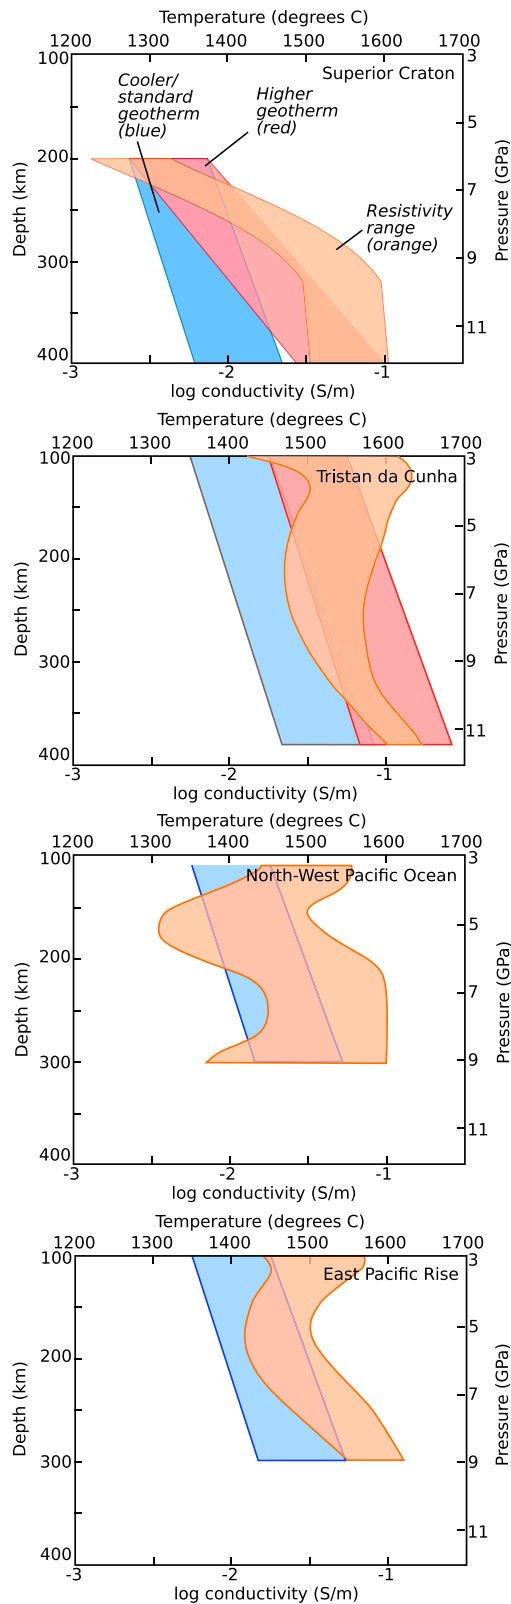 Temperature (degrees C)
1200 1300 1400 1500 1600 1700
100 3
Superior Craton
Cooler/
standard
geotherm
(blue)
Higher
geotherm
(red)
5
200
7
Resistivity
range
(orange)
Depth (km)
Pressure (GPa)
300
9
11
400
-3 -2 -1
log conductivity (S/m)
Temperature (degrees C)
1200 1300 1400 1500 1600 1700
100 3
Tristan da Cunha
5
200
7
Depth (km)
Pressure (GPa)
300 9
11
400
-3 -2 -1
log conductivity (S/m)
Temperature (degrees C)
1200 1300 1400 1500 1600 1700
100 3
North-West Pacific Ocean
5
200
7
Depth (km)
Pressure (GPa)
300 9
11
400
-3 -2 -1
log conductivity (S/m)
Temperature (degrees C)
1200 1300 1400 1500 1600 1700
100 3
East Pacific Rise
5
200
7
Depth (km)
Pressure (GPa)
300 9
11
400
-3 -2 -1
log conductivity (S/m)